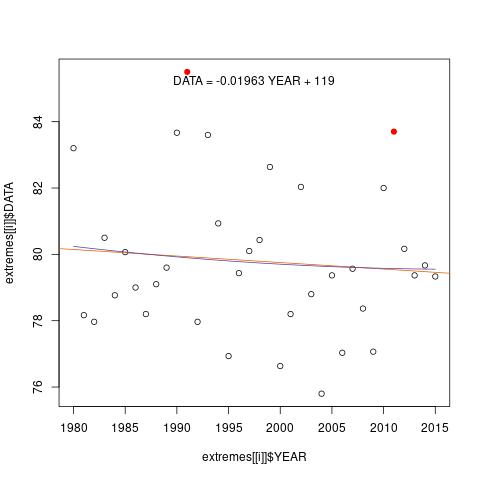 DATA = -0.01963 YEAR + 119
84
82
80
78
76
extremes[[i]]$DATA
1980 1985 1990 1995 2000 2005 2010 2015
extremes[[i]]$YEAR